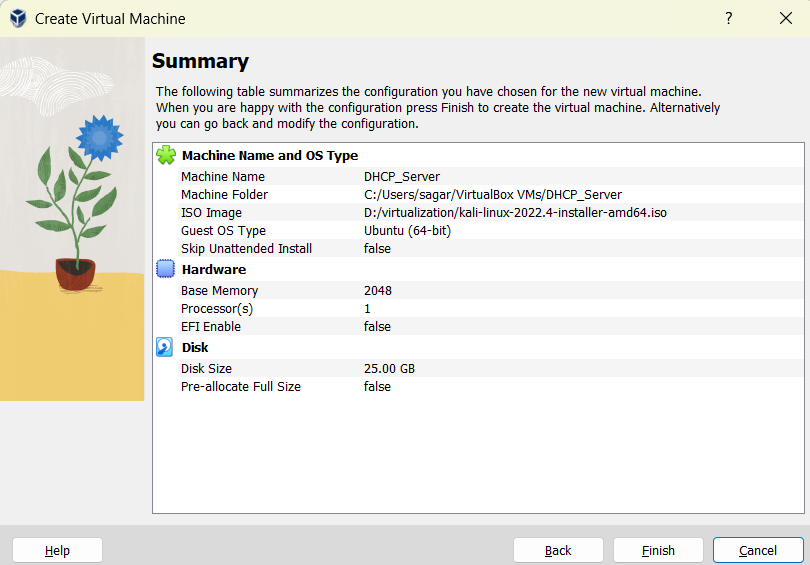 Create Virtual Machine ?
Summary
The following table summarizes the configuration you have chosen for the new virtual machine.
When you are happy with the configuration press Finish to create the virtual machine. Alternatively
you can go back and modify the configuration.
Machine Name and OS Type
Machine Name DHCP_Server
Machine Folder C:/Users/sagar/VirtualBox VMs/DHCP_Server
ISO Image D:/virtualization/kali-linux-2022.4-installer-amd64.iso
Guest OS Type Ubuntu (64-bit)
Skip Unattended Install false
Hardware
Base Memory 2048
Processor(s) 1
EFI Enable false
Disk
Disk Size 25.00 GB
Pre-allocate Full Size false
Help Back Finish Cancel